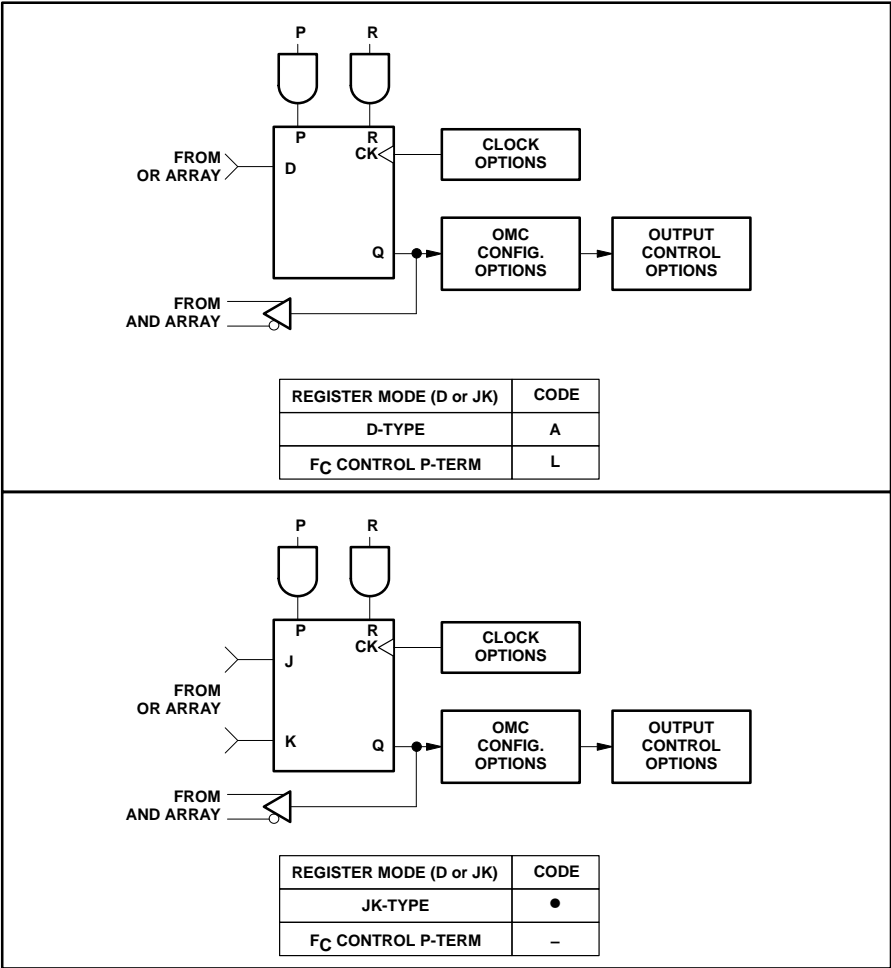 P R
P R
CK
FROM
OR ARRAY
D
CLOCK
OPTIONS
Q
OMC
CONFIG.
OPTIONS
OUTPUT
CONTROL
OPTIONS
FROM
AND ARRAY
REGISTER MODE (D or JK) CODE
D-TYPE A
FC CONTROL P-TERM L
P R
P R
CK
J
CLOCK
OPTIONS
FROM
OR ARRAY
K
Q
OMC
CONFIG.
OPTIONS
OUTPUT
CONTROL
OPTIONS
FROM
AND ARRAY
REGISTER MODE (D or JK) CODE
JK-TYPE ●
FC CONTROL P-TERM –